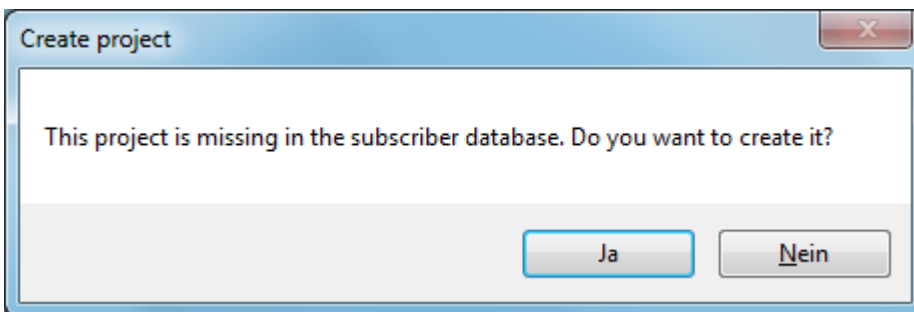 Create project
This project is missing in the subscriber database. Do you want to create it?
Ja
Nein